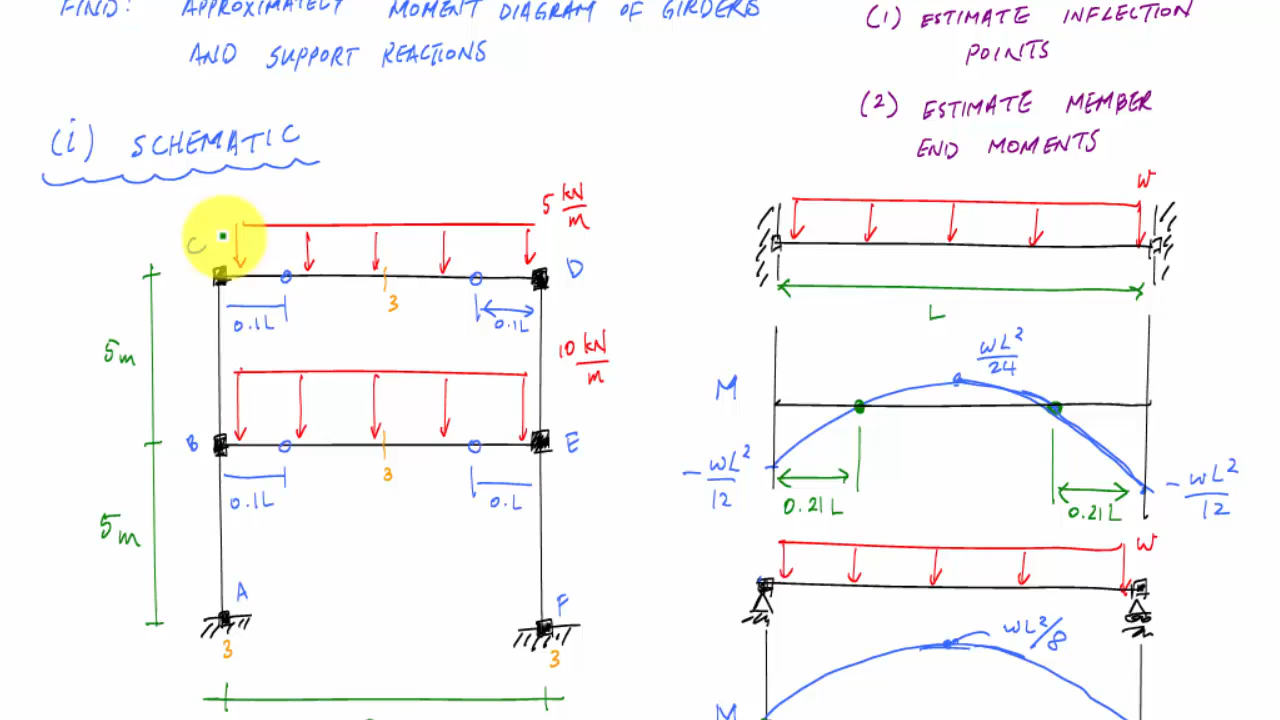 FIND: APPROXIMATELY MOMENT DIAGRAM OF GIRDERS
AND SUPPORT REACTIONS
(1) ESTIMATE INFLECTION
POINTS
(2) ESTIMATE MEMBER
END MOMENTS
(i) SCHEMATIC
5 kN/m
C
D
3
0.1L
0.1L
5m
10 kN/m
B
E
3
0.1L
0.L
5m
A
F
3
3
W
L
M
wL²/24
-wL²/12
-wL²/12
0.21L
0.21L
W
wL²/8
M